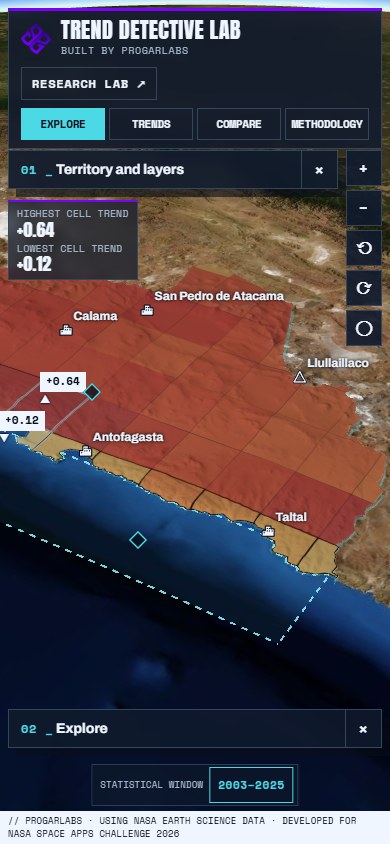 TREND DETECTIVE LAB
BUILT BY PROGARLABS
RESEARCH LAB ↗
EXPLORE TRENDS COMPARE METHODOLOGY
01 _ Territory and layers ×
+
−
HIGHEST CELL TREND
+0.64
LOWEST CELL TREND
+0.12
San Pedro de Atacama
Calama
Llullaillaco
+0.64
+0.12
Antofagasta
Taltal
02 _ Explore ×
STATISTICAL WINDOW 2003–2025
// PROGARLABS · USING NASA EARTH SCIENCE DATA · DEVELOPED FOR
NASA SPACE APPS CHALLENGE 2026